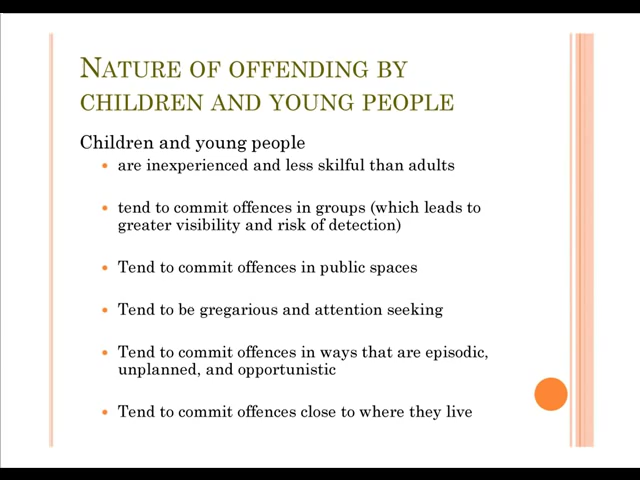 NATURE OF OFFENDING BY
CHILDREN AND YOUNG PEOPLE
Children and young people
• are inexperienced and less skilful than adults
• tend to commit offences in groups (which leads to
greater visibility and risk of detection)
• Tend to commit offences in public spaces
• Tend to be gregarious and attention seeking
• Tend to commit offences in ways that are episodic,
unplanned, and opportunistic
• Tend to commit offences close to where they live